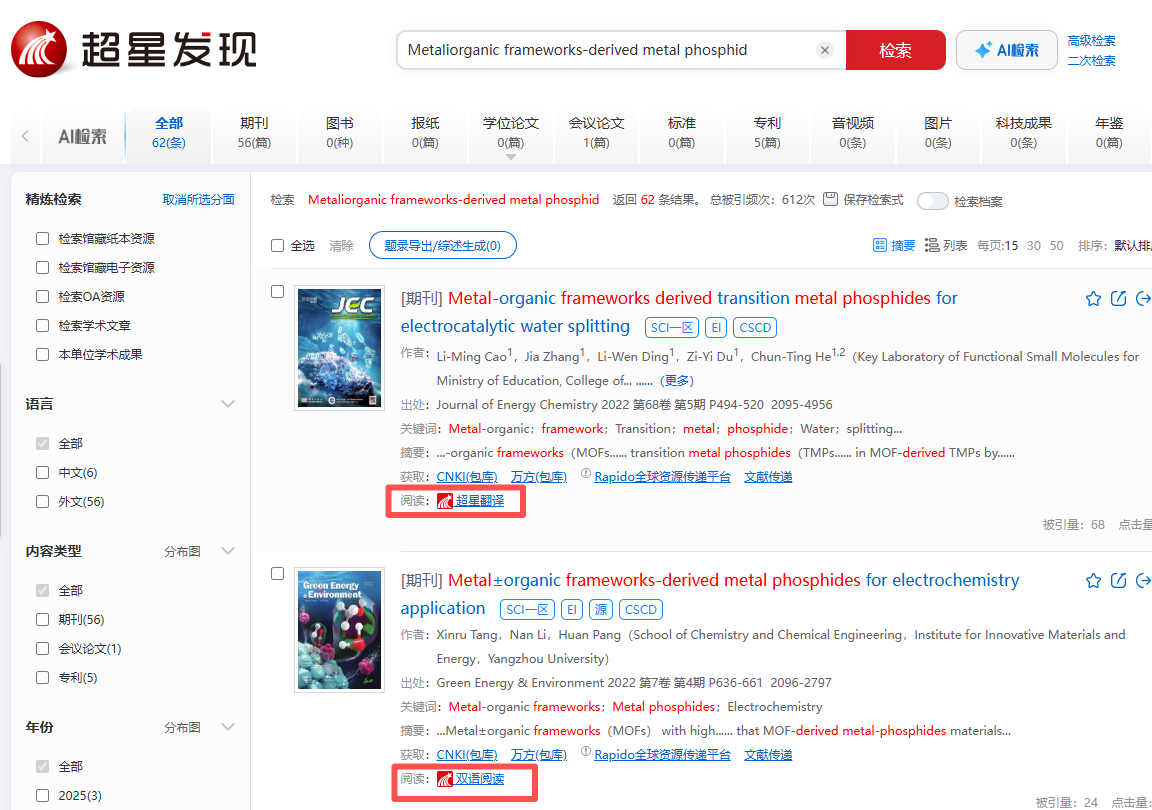 超星发现
Metaliorganic frameworks-derived metal phosphid
检索
AI检索
高级检索
二次检索
AI检索
全部
62(条)
期刊
56(篇)
图书
0(种)
报纸
0(篇)
学位论文
0(篇)
会议论文
1(篇)
标准
0(篇)
专利
5(篇)
音视频
0(条)
图片
0(条)
科技成果
0(条)
年鉴
0(篇)
精炼检索 取消所选分面
检索馆藏纸本资源
检索馆藏电子资源
检索OA资源
检索学术文章
本单位学术成果
语言
全部
中文(6)
外文(56)
内容类型 分布图
全部
期刊(56)
会议论文(1)
专利(5)
年份 分布图
全部
2025(3)
检索 Metaliorganic frameworks-derived metal phosphid 返回 62 条结果。 总被引频次：612次 保存检索式 检索档案
全选 清除 题录导出/综述生成(0) 摘要 列表 每页:15 30 50 排序：默认排
JEC
[期刊] Metal-organic frameworks derived transition metal phosphides for
electrocatalytic water splitting SCI一区 EI CSCD
作者：Li-Ming Cao1，Jia Zhang1，Li-Wen Ding1，Zi-Yi Du1，Chun-Ting He1,2（Key Laboratory of Functional Small Molecules for
Ministry of Education, College of... ......（更多）
出处：Journal of Energy Chemistry 2022 第68卷 第5期 P494-520 2095-4956
关键词：Metal-organic；framework；Transition；metal；phosphide；Water；splitting...
摘要：...-organic frameworks（MOFs...... transition metal phosphides（TMPs...... in MOF-derived TMPs by......
获取：CNKI(包库) 万方(包库) Rapido全球资源传递平台 文献传递
阅读：超星翻译
被引量：68 点击量
Green Energy
& Environment
[期刊] Metal±organic frameworks-derived metal phosphides for electrochemistry
application SCI一区 EI 源 CSCD
作者：Xinru Tang，Nan Li，Huan Pang（School of Chemistry and Chemical Engineering，Institute for Innovative Materials and
Energy，Yangzhou University）
出处：Green Energy & Environment 2022 第7卷 第4期 P636-661 2096-2797
关键词：Metal-organic frameworks；Metal phosphides；Electrochemistry
摘要：...Metal±organic frameworks（MOFs） with high...... that MOF-derived metal-phosphides materials...
获取：CNKI(包库) 万方(包库) Rapido全球资源传递平台 文献传递
阅读：双语阅读
被引量：24 点击量: